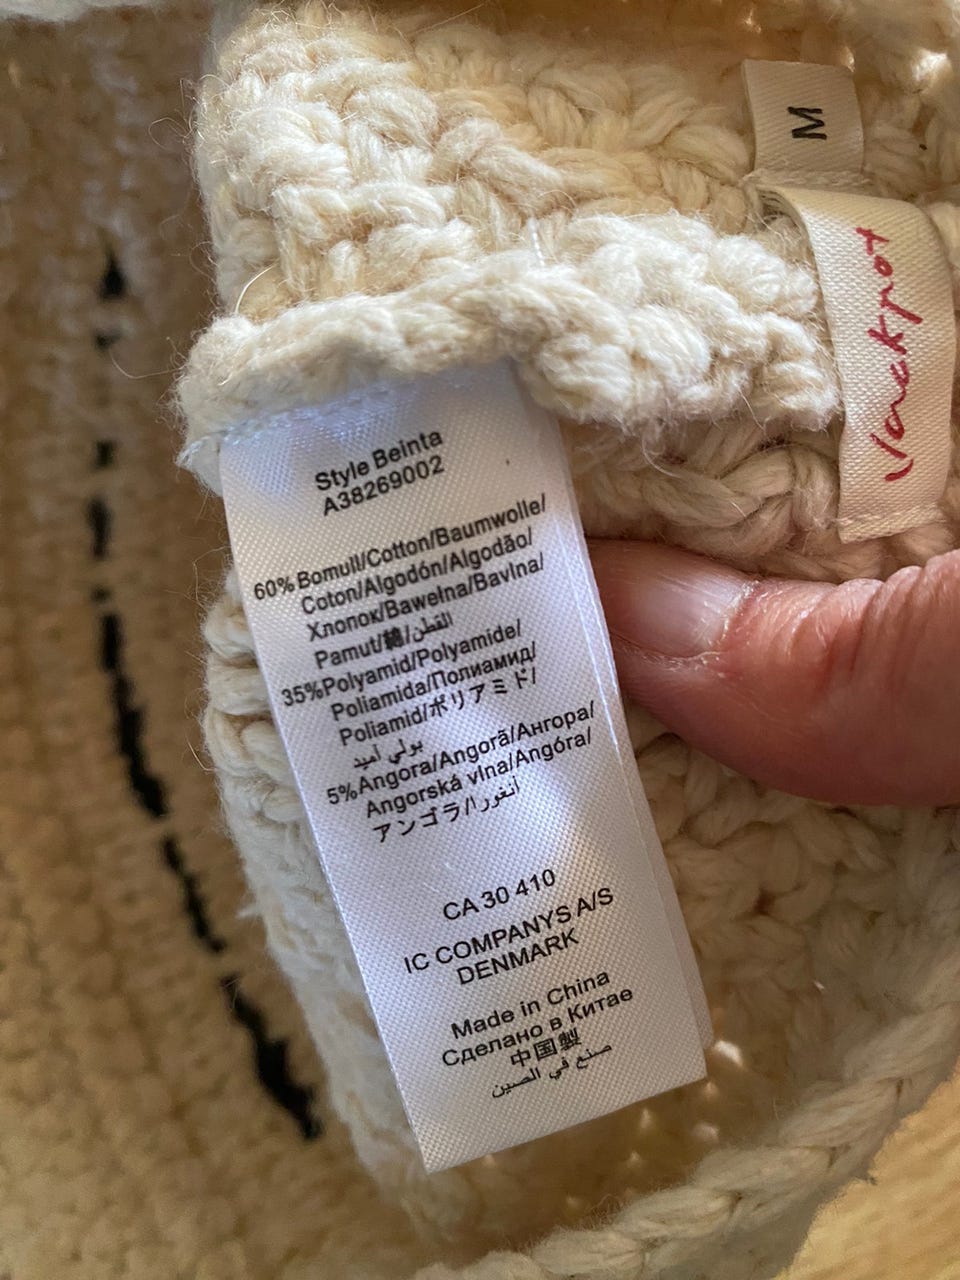 M
Jackpot
Style Beinta
A38269002
60%Bomull/Cotton/Baumwolle/
Coton/Algodón/Algodão/
Хлопок/Bawełna/Bavlna/
Pamut/綿/القطن/
35%Polyamid/Polyamide/
Poliamida/Полиамид/
Poliamid/ポリアミド/
بولي أميد
5%Angora/Angorã/Ангора/
Angorská vlna/Angóra/
アンゴラ/أنغورا
CA 30 410
IC COMPANYS A/S
DENMARK
Made in China
Сделано в Китае
中国製
صنع في الصين